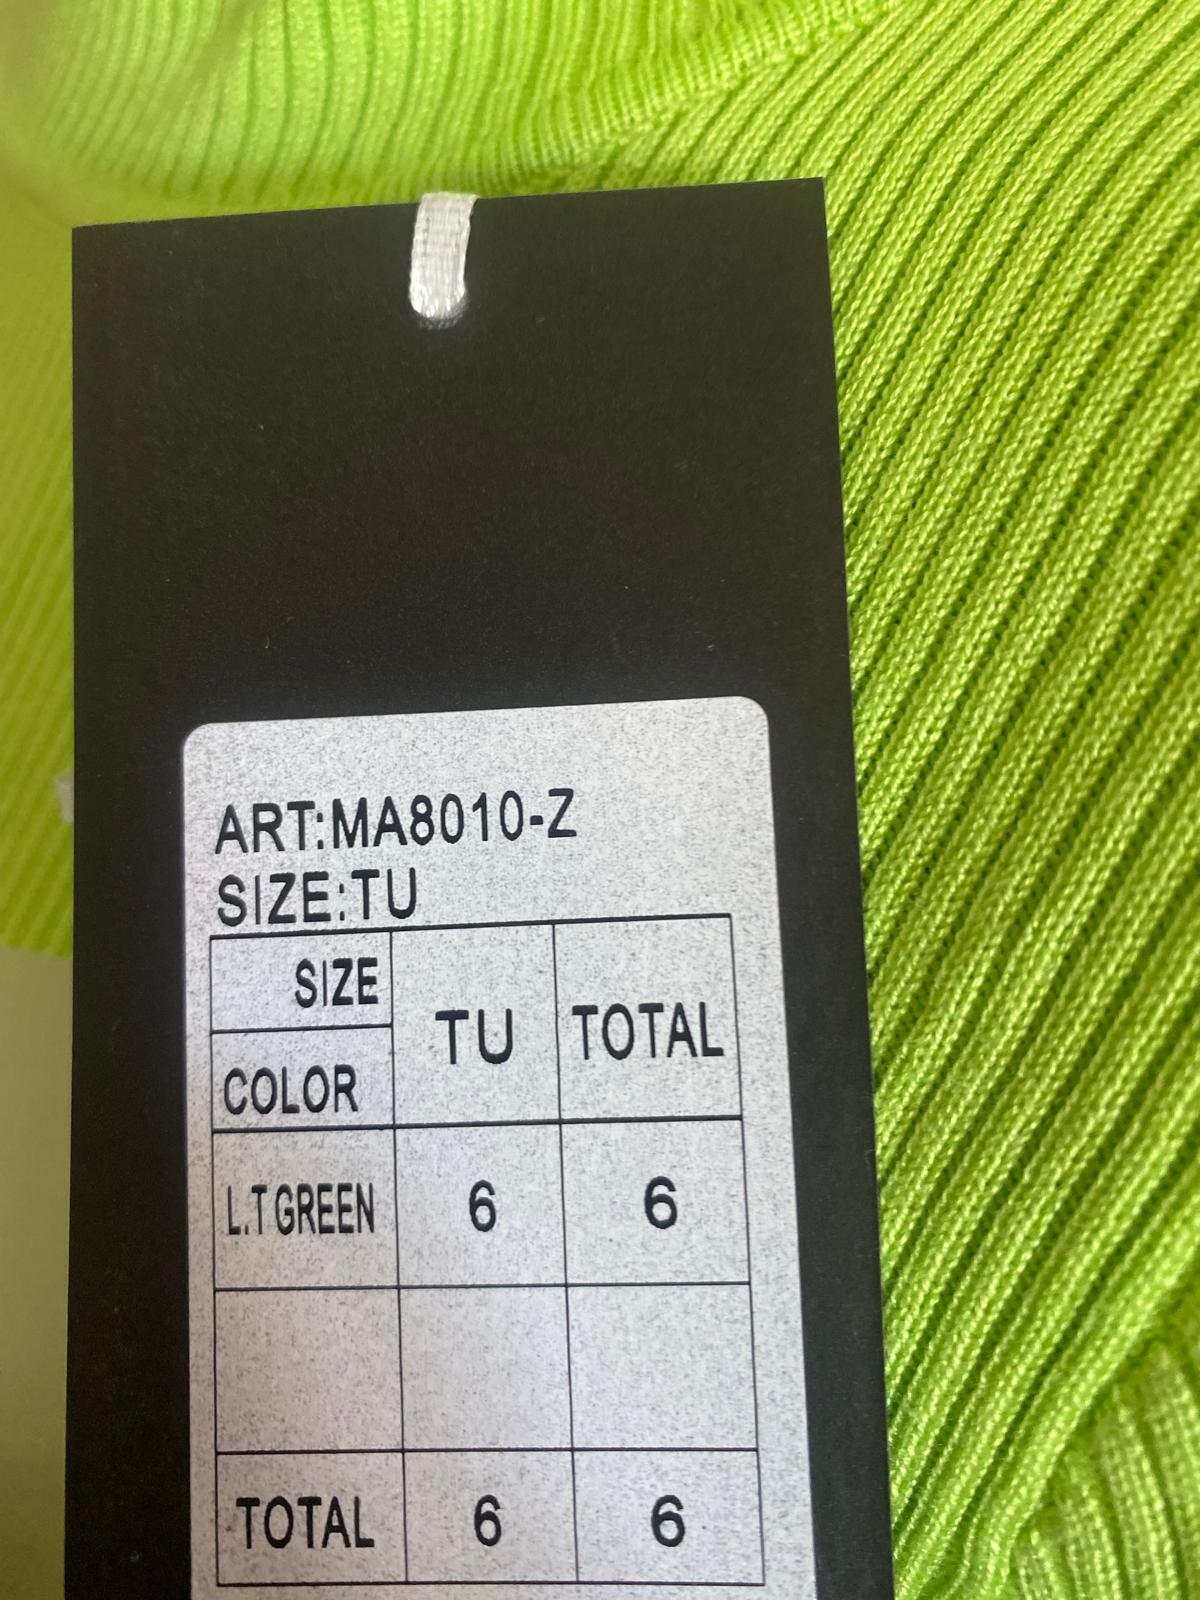 ART:MA8010-Z
SIZE:TU
SIZE
COLOR
TU
TOTAL
L.T GREEN 6 6
TOTAL 6 6